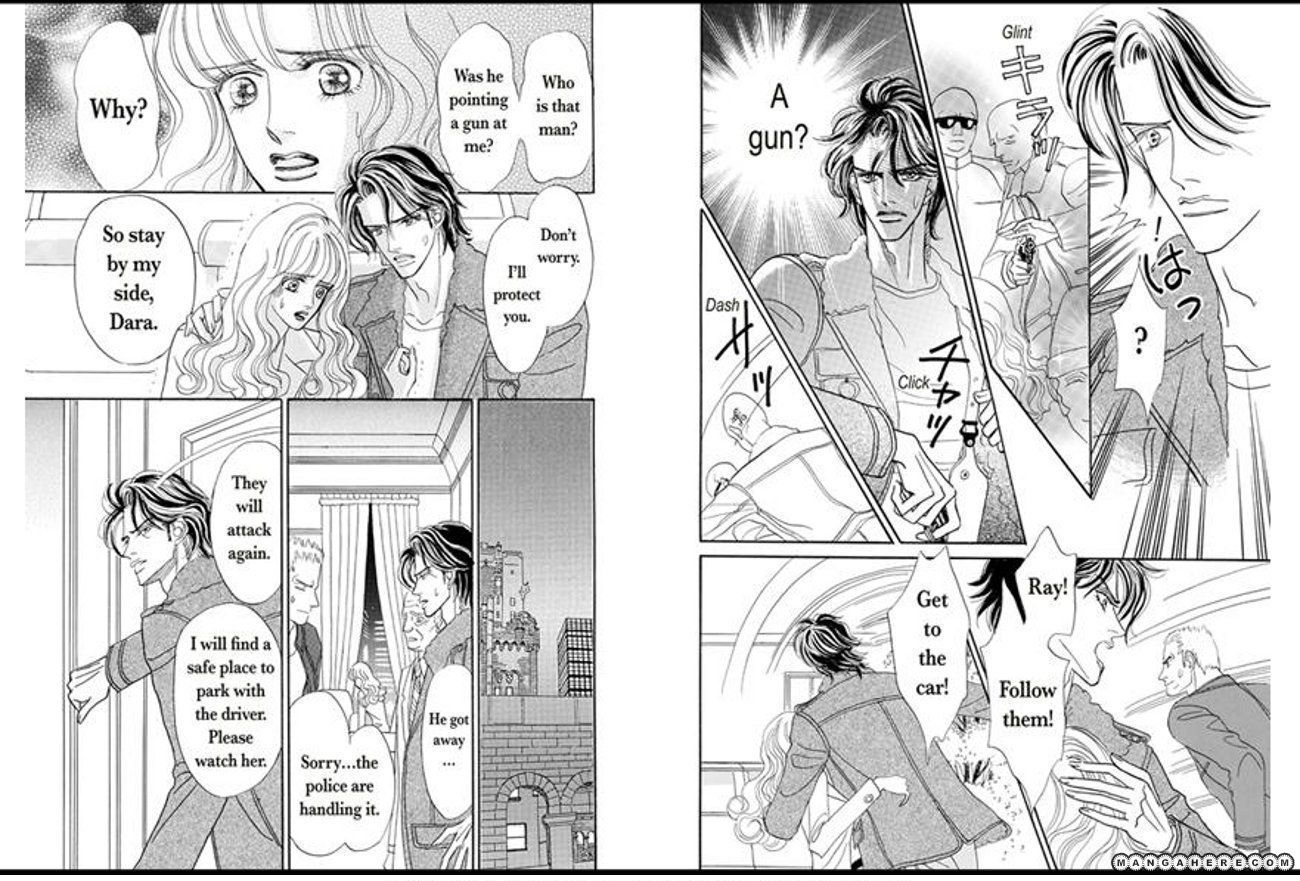 Glint
キラッ
!
はっ
?
A
gun?
Click
チャッ
Dash
ザッ
Ray!
Follow
them!
Get
to
the
car!
Who
is that
man?
Was he
pointing
a gun at
me?
Why?
Don't
worry.
I'll
protect
you.
So stay
by my
side,
Dara.
He got
away
...
Sorry...the
police are
handling it.
They
will
attack
again.
I will find a
safe place to
park with
the driver.
Please
watch her.
MANGAHERE.COM